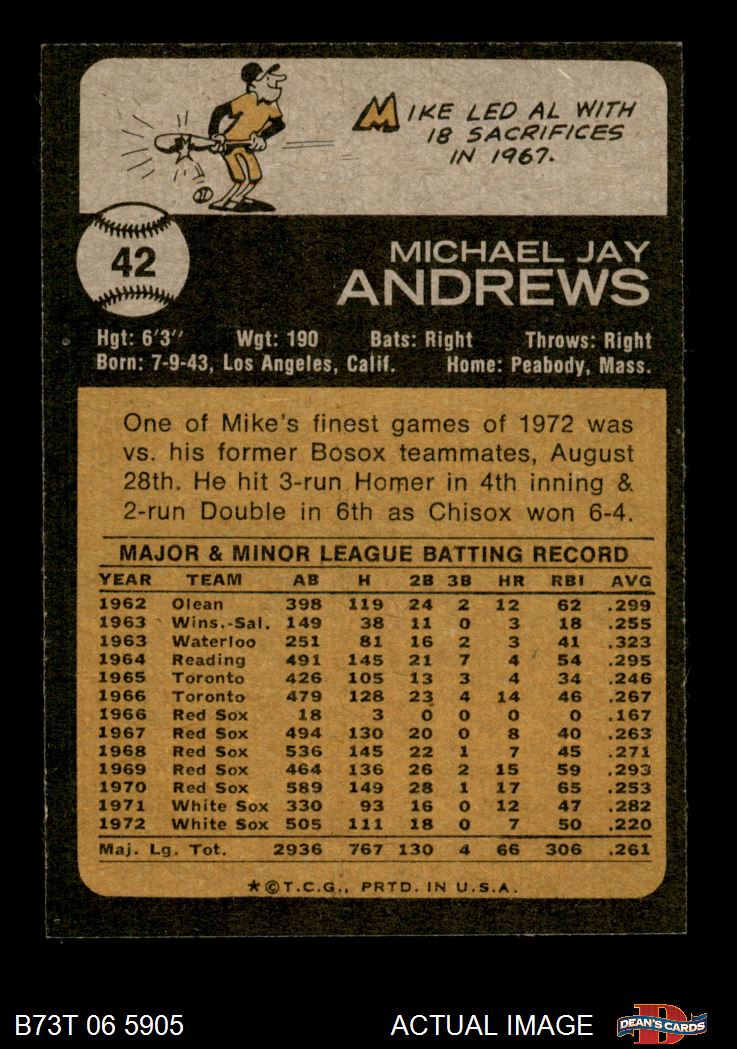 MIKE LED AL WITH
18 SACRIFICES
IN 1967.
42
MICHAEL JAY
ANDREWS
Hgt: 6'3" Wgt: 190 Bats: Right Throws: Right
Born: 7-9-43, Los Angeles, Calif. Home: Peabody, Mass.
One of Mike's finest games of 1972 was
vs. his former Bosox teammates, August
28th. He hit 3-run Homer in 4th inning &
2-run Double in 6th as Chisox won 6-4.
MAJOR & MINOR LEAGUE BATTING RECORD
YEAR TEAM AB H 2B 3B HR RBI AVG
1962 Olean 398 119 24 2 12 62 .299
1963 Wins.-Sal. 149 38 11 0 3 18 .255
1963 Waterloo 251 81 16 2 3 41 .323
1964 Reading 491 145 21 7 4 54 .295
1965 Toronto 426 105 13 3 4 34 .246
1966 Toronto 479 128 23 4 14 46 .267
1966 Red Sox 18 3 0 0 0 0 .167
1967 Red Sox 494 130 20 0 8 40 .263
1968 Red Sox 536 145 22 1 7 45 .271
1969 Red Sox 464 136 26 2 15 59 .293
1970 Red Sox 589 149 28 1 17 65 .253
1971 White Sox 330 93 16 0 12 47 .282
1972 White Sox 505 111 18 0 7 50 .220
Maj. Lg. Tot. 2936 767 130 4 66 306 .261
★©T.C.G., PRTD. IN U.S.A.
B73T 06 5905 ACTUAL IMAGE
D
DEAN'S CARDS